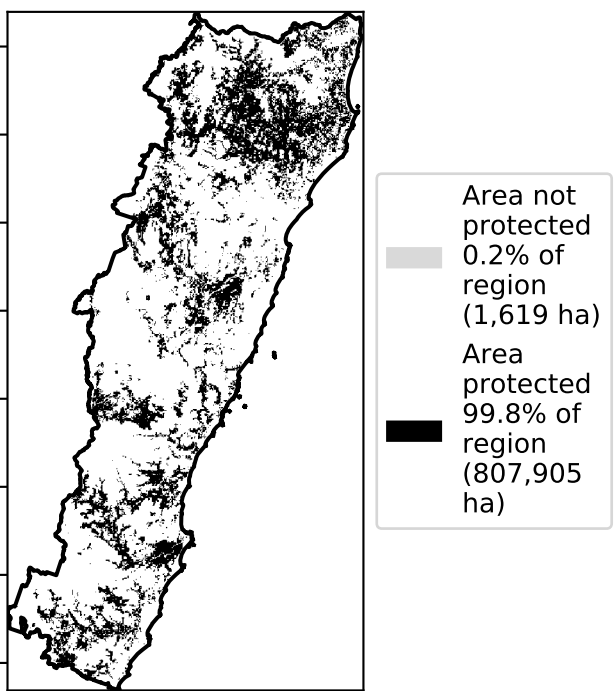 Area not
protected
0.2% of
region
(1,619 ha)
Area
protected
99.8% of
region
(807,905
ha)